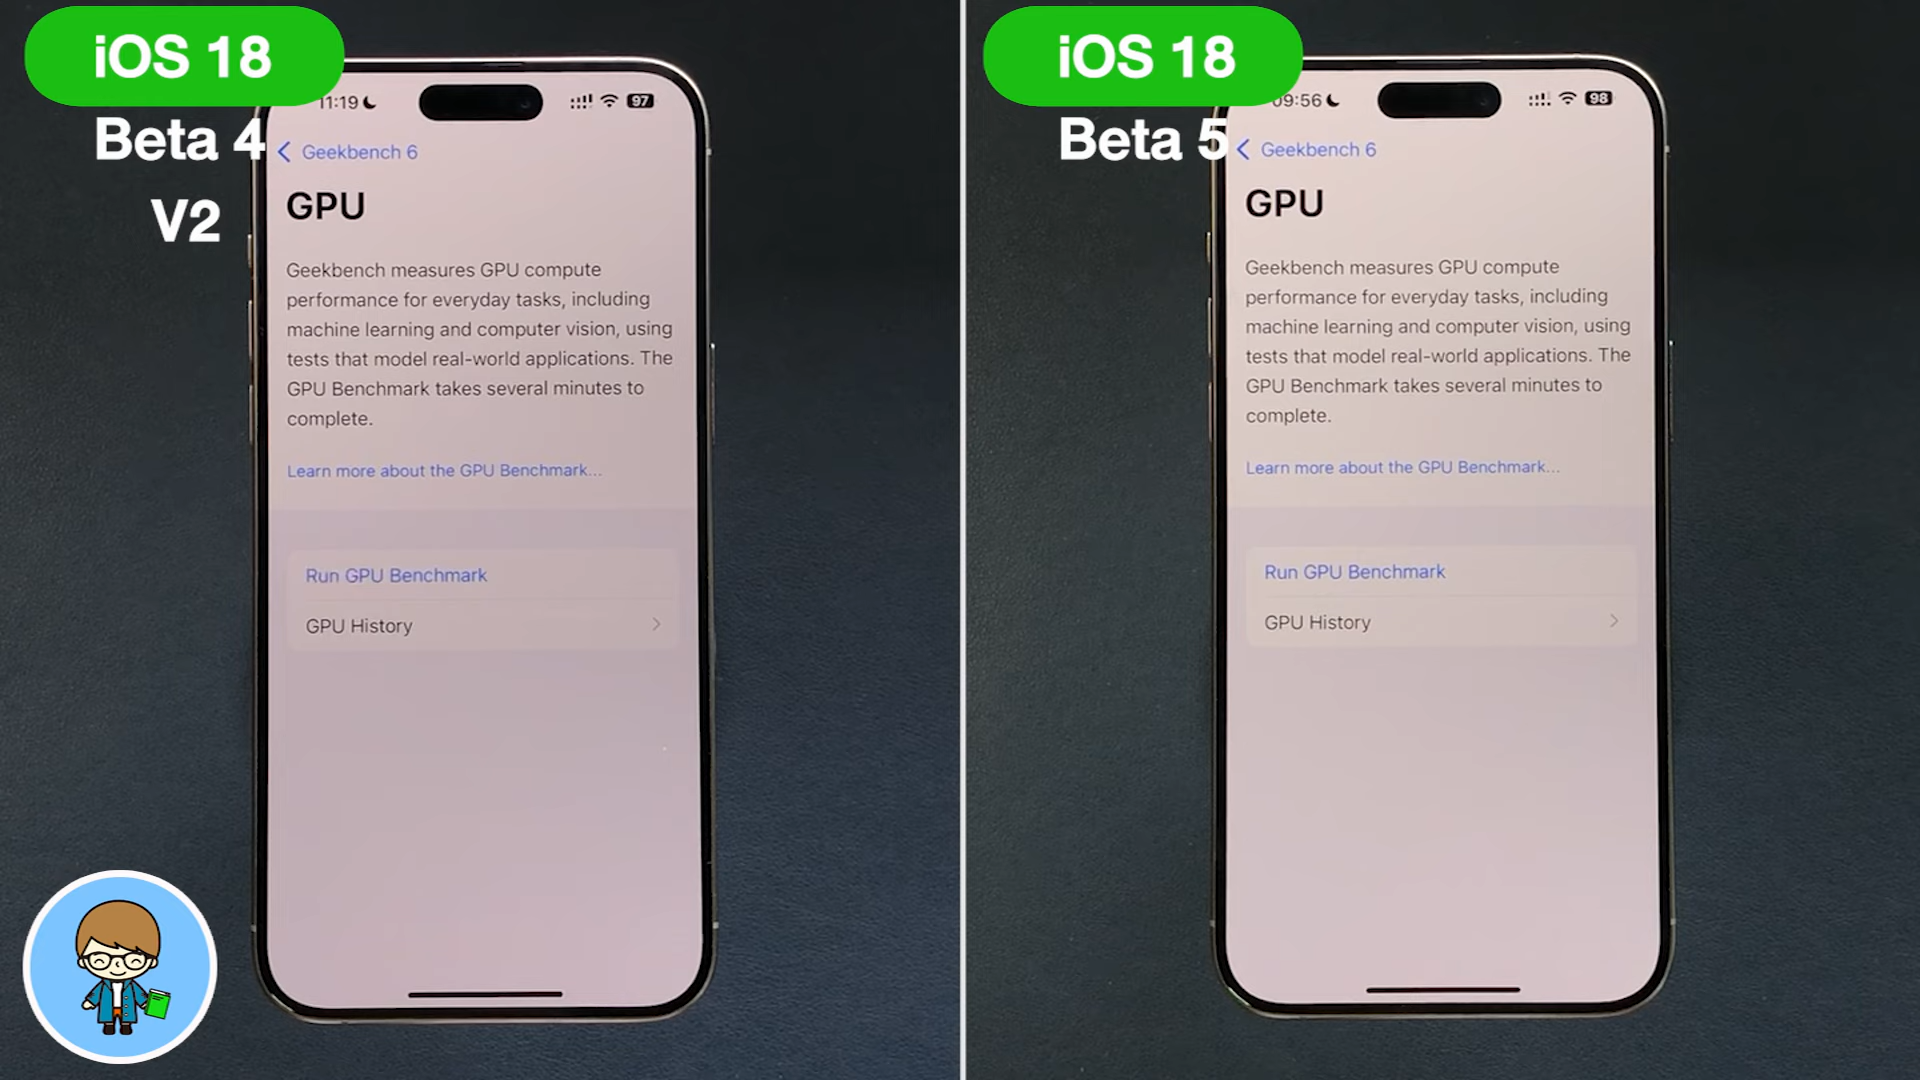 iOS 18
Beta 4
V2
11:19
97
Geekbench 6
GPU
Geekbench measures GPU compute
performance for everyday tasks, including
machine learning and computer vision, using
tests that model real-world applications. The
GPU Benchmark takes several minutes to
complete.
Learn more about the GPU Benchmark...
Run GPU Benchmark
GPU History
iOS 18
Beta 5
09:56
98
Geekbench 6
GPU
Geekbench measures GPU compute
performance for everyday tasks, including
machine learning and computer vision, using
tests that model real-world applications. The
GPU Benchmark takes several minutes to
complete.
Learn more about the GPU Benchmark...
Run GPU Benchmark
GPU History